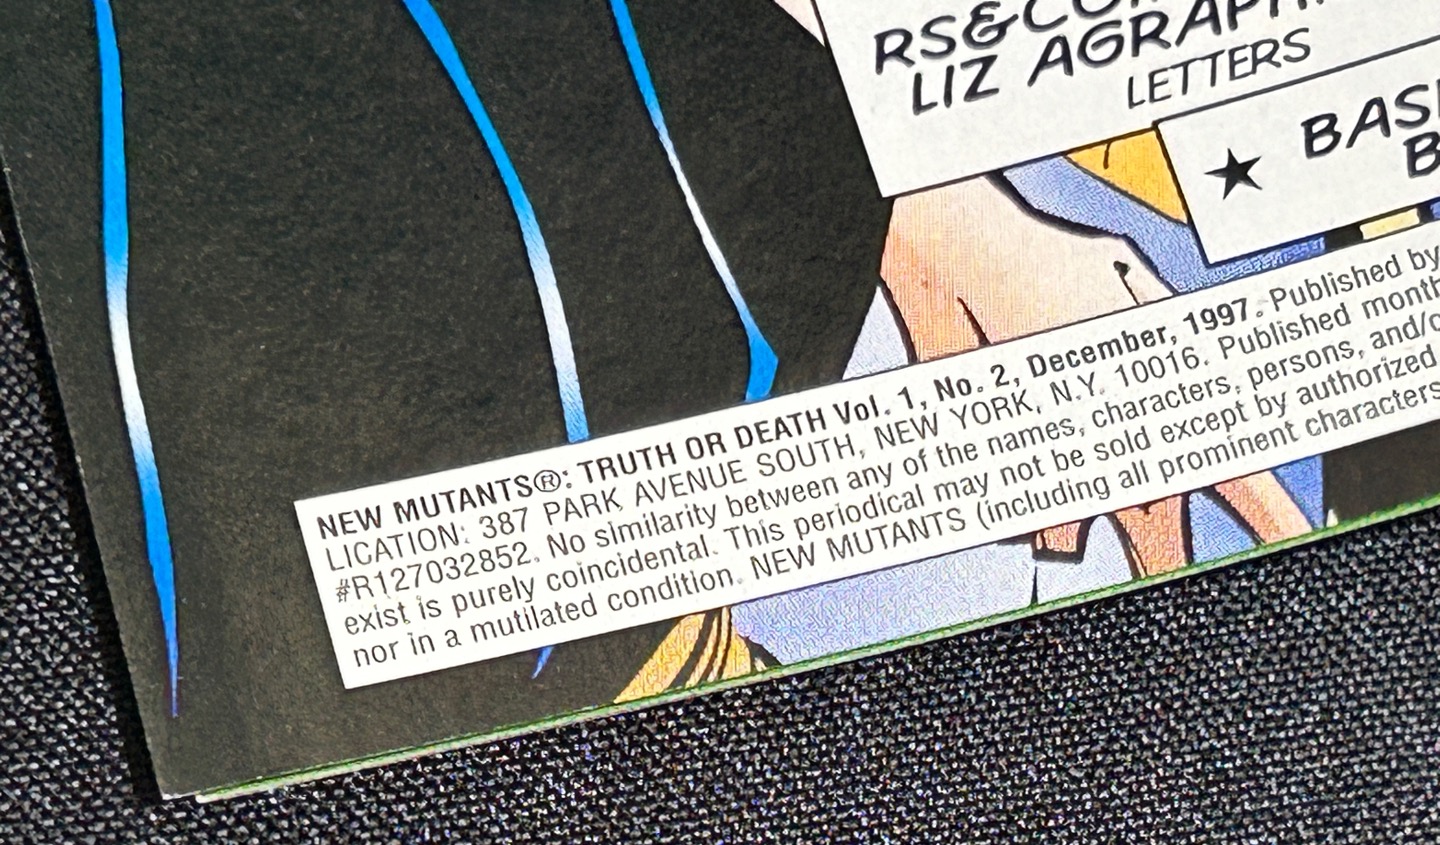 RS&CO
LIZ AGRAPH
LETTERS
★ BAS
B
NEW MUTANTS®: TRUTH OR DEATH Vol. 1, No. 2, December, 1997. Published by
LICATION: 387 PARK AVENUE SOUTH, NEW YORK, N.Y. 10016. Published month
#R127032852. No similarity between any of the names, characters, persons, and/o
exist is purely coincidental. This periodical may not be sold except by authorized
nor in a mutilated condition. NEW MUTANTS (including all prominent characters